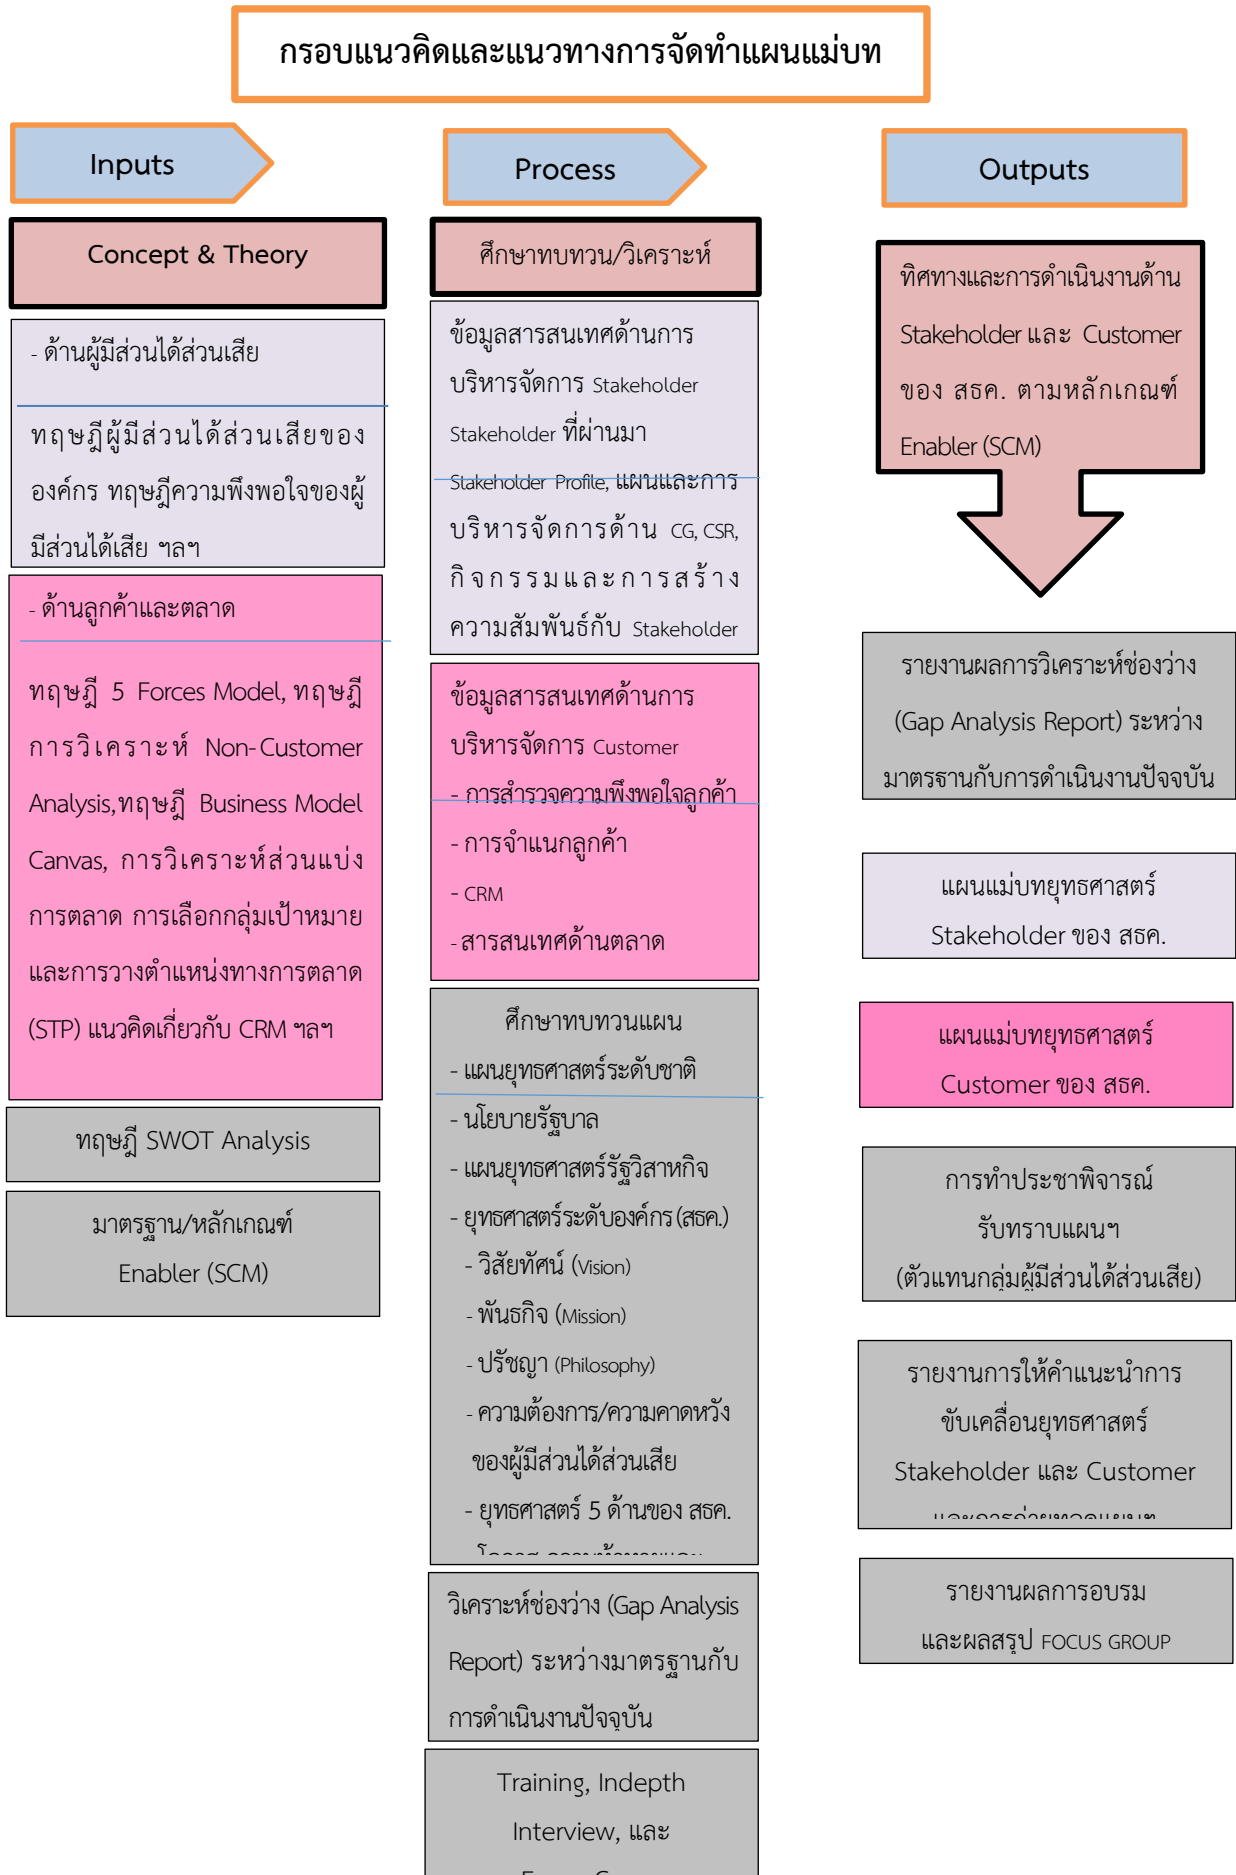 กรอบแนวคิดและแนวทางการจัดทำแผนแม่บท
Inputs
Concept & Theory
- ด้านผู้มีส่วนได้ส่วนเสีย
ทฤษฎีผู้มีส่วนได้ส่วนเสียของ
องค์กร ทฤษฎีความพึงพอใจของผู้
มีส่วนได้เสีย ฯลฯ
- ด้านลูกค้าและตลาด
ทฤษฎี 5 Forces Model, ทฤษฎี
การวิเคราะห์ Non-Customer
Analysis,ทฤษฎี Business Model
Canvas, การวิเคราะห์ส่วนแบ่ง
การตลาด การเลือกกลุ่มเป้าหมาย
และการวางตำแหน่งทางการตลาด
(STP) แนวคิดเกี่ยวกับ CRM ฯลฯ
ทฤษฎี SWOT Analysis
มาตรฐาน/หลักเกณฑ์
Enabler (SCM)
Process
ศึกษาทบทวน/วิเคราะห์
ข้อมูลสารสนเทศด้านการ
บริหารจัดการ Stakeholder
Stakeholder ที่ผ่านมา
Stakeholder Profile, แผนและการ
บริหารจัดการด้าน CG, CSR,
กิจกรรมและการสร้าง
ความสัมพันธ์กับ Stakeholder
ข้อมูลสารสนเทศด้านการ
บริหารจัดการ Customer
- การสำรวจความพึงพอใจลูกค้า
- การจำแนกลูกค้า
- CRM
- สารสนเทศด้านตลาด
ศึกษาทบทวนแผน
- แผนยุทธศาสตร์ระดับชาติ
- นโยบายรัฐบาล
- แผนยุทธศาสตร์รัฐวิสาหกิจ
- ยุทธศาสตร์ระดับองค์กร (สธค.)
- วิสัยทัศน์ (Vision)
- พันธกิจ (Mission)
- ปรัชญา (Philosophy)
- ความต้องการ/ความคาดหวัง
ของผู้มีส่วนได้ส่วนเสีย
- ยุทธศาสตร์ 5 ด้านของ สธค.
วิเคราะห์ช่องว่าง (Gap Analysis
Report) ระหว่างมาตรฐานกับ
การดำเนินงานปัจจุบัน
Training, Indepth
Interview, และ
Outputs
ทิศทางและการดำเนินงานด้าน
Stakeholder และ Customer
ของ สธค. ตามหลักเกณฑ์
Enabler (SCM)
รายงานผลการวิเคราะห์ช่องว่าง
(Gap Analysis Report) ระหว่าง
มาตรฐานกับการดำเนินงานปัจจุบัน
แผนแม่บทยุทธศาสตร์
Stakeholder ของ สธค.
แผนแม่บทยุทธศาสตร์
Customer ของ สธค.
การทำประชาพิจารณ์
รับทราบแผนฯ
(ตัวแทนกลุ่มผู้มีส่วนได้ส่วนเสีย)
รายงานการให้คำแนะนำการ
ขับเคลื่อนยุทธศาสตร์
Stakeholder และ Customer
และการถ่ายทอดแผนฯ
รายงานผลการอบรม
และผลสรุป FOCUS GROUP